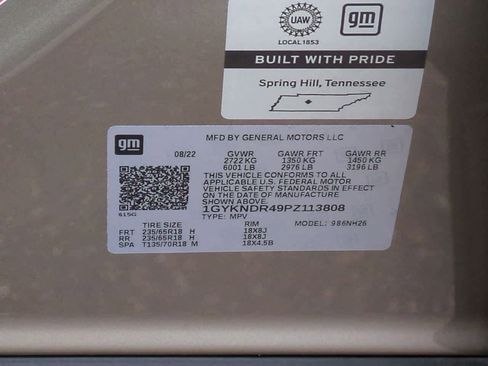 UAW
LOCAL 1853
gm
BUILT WITH PRIDE
Spring Hill, Tennessee
gm
MFD BY GENERAL MOTORS LLC
08/22 GVWR GAWR FRT GAWR RR
2722 KG 1350 KG 1450 KG
6001 LB 2976 LB 3196 LB
THIS VEHICLE CONFORMS TO ALL
APPLICABLE U.S. FEDERAL MOTOR
VEHICLE SAFETY STANDARDS IN EFFECT
ON THE DATE OF MANUFACTURE
SHOWN ABOVE.
1GYKNDR49PZ113808
615G TYPE: MPV MODEL: 986NH26
TIRE SIZE RIM
FRT 235/65R18 H 18X8J
RR 235/65R18 H 18X8J
SPA T135/70R18 M 18X4.5B